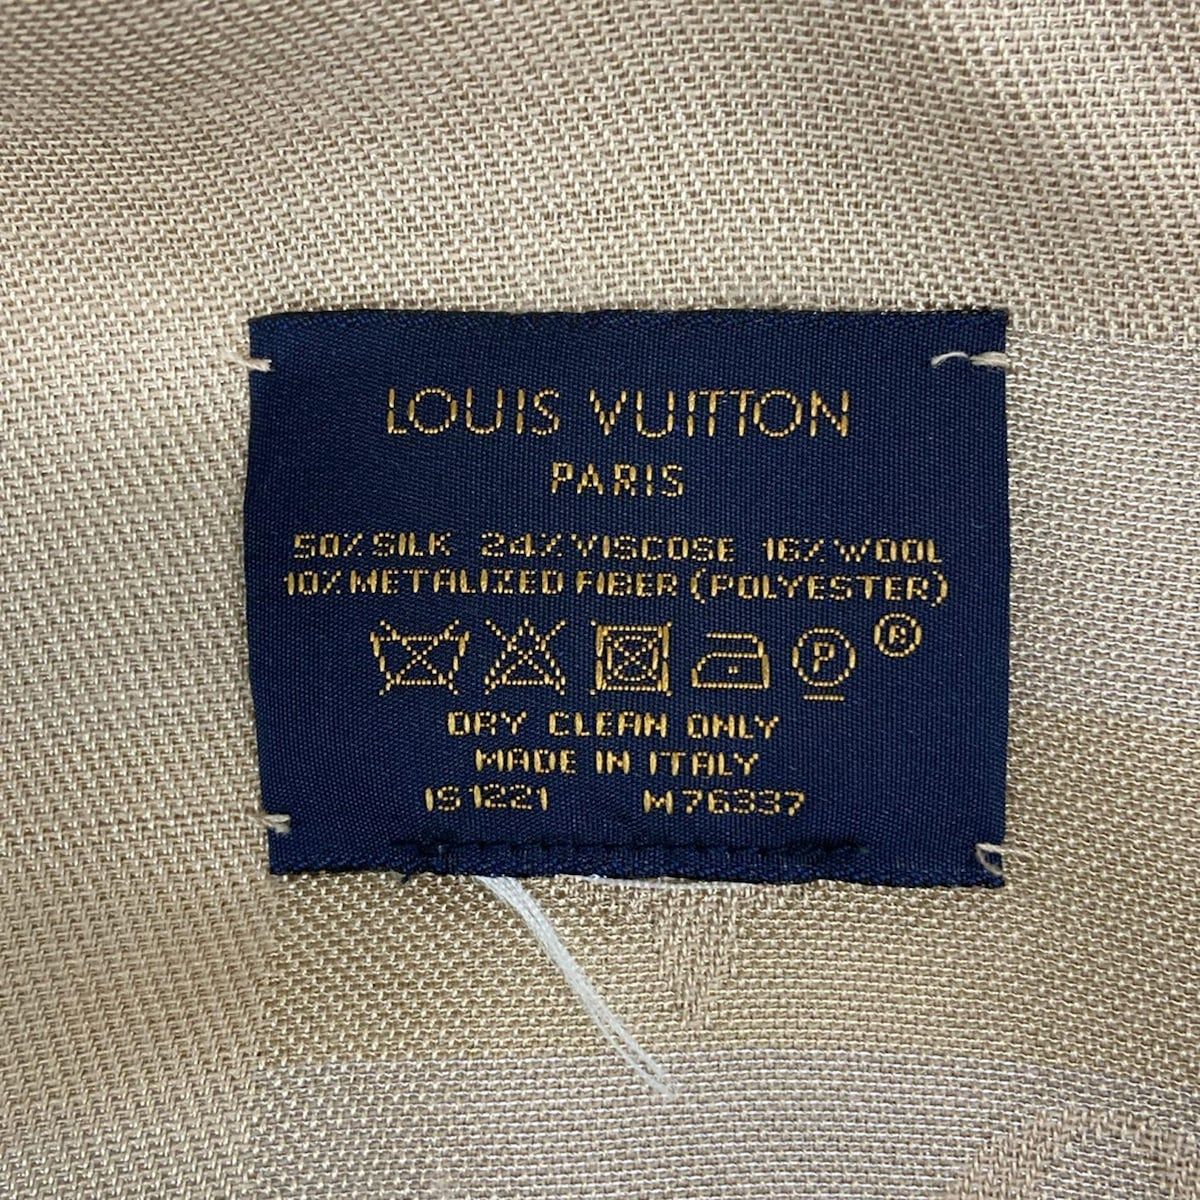 LOUIS VUITTON
PARIS
50% SILK 24% VISCOSE 16% WOOL
10% METALIZED FIBER (POLYESTER)
P ®
DRY CLEAN ONLY
MADE IN ITALY
IS1221 M76337